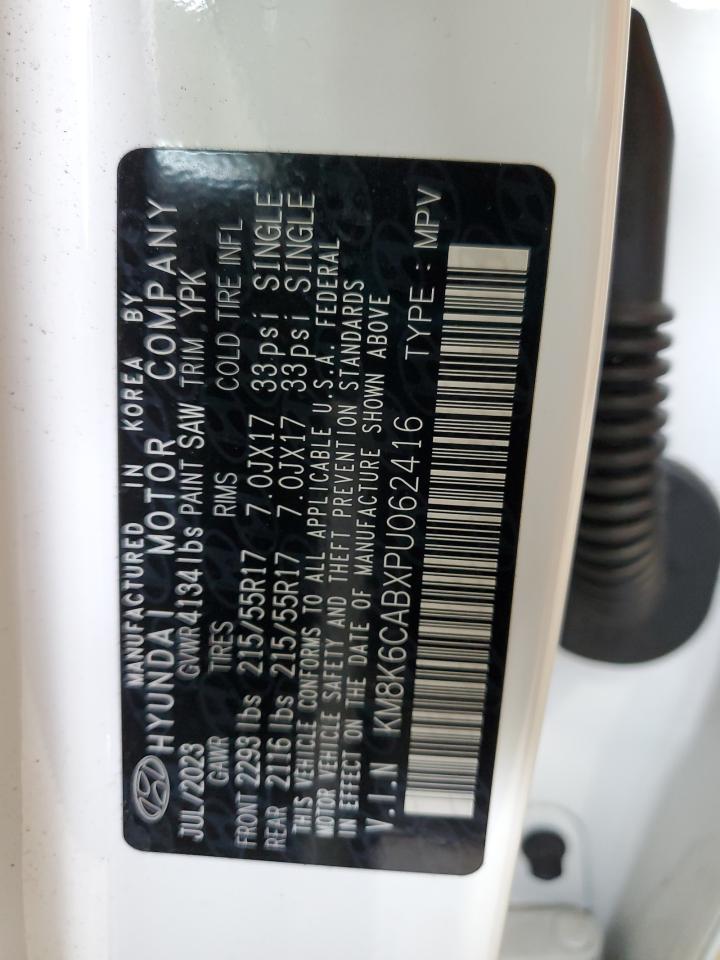 MANUFACTURED IN KOREA BY
HYUNDAI MOTOR COMPANY
JUL/2023 GVWR4134lbs PAINT SAW TRIM YPK
GAWR TIRES RIMS COLD TIRE INFL
FRONT 2293lbs 215/55R17 7.0JX17 33psi SINGLE
REAR 2116lbs 215/55R17 7.0JX17 33psi SINGLE
THIS VEHICLE CONFORMS TO ALL APPLICABLE U.S.A. FEDERAL
MOTOR VEHICLE SAFETY AND THEFT PREVENTION STANDARDS
IN EFFECT ON THE DATE OF MANUFACTURE SHOWN ABOVE
V.I.N KM8K6CABXPU062416 TYPE : MPV